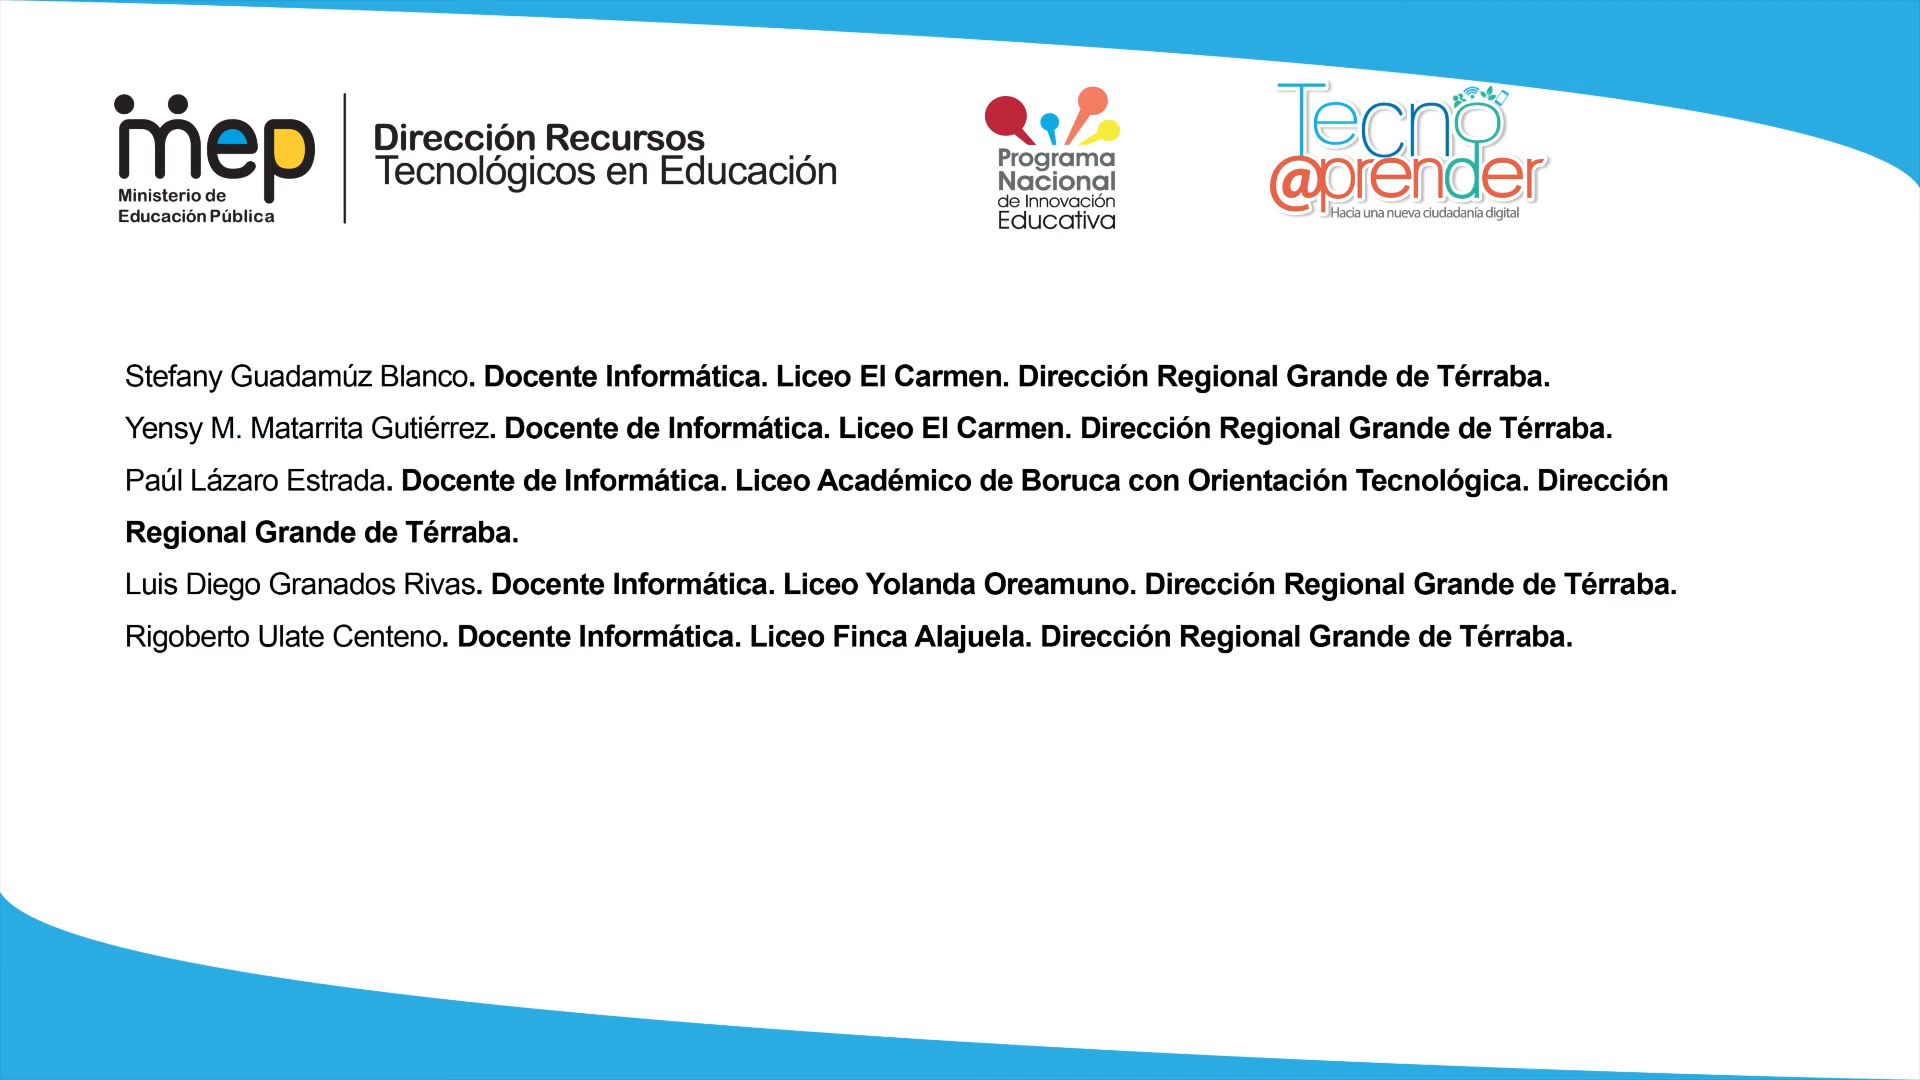 mep
Ministerio de
Educación Pública
Dirección Recursos
Tecnológicos en Educación
Programa
Nacional
de Innovación
Educativa
Tecno
@prender
Hacia una nueva ciudadanía digital
Stefany Guadamúz Blanco. Docente Informática. Liceo El Carmen. Dirección Regional Grande de Térraba.
Yensy M. Matarrita Gutiérrez. Docente de Informática. Liceo El Carmen. Dirección Regional Grande de Térraba.
Paúl Lázaro Estrada. Docente de Informática. Liceo Académico de Boruca con Orientación Tecnológica. Dirección
Regional Grande de Térraba.
Luis Diego Granados Rivas. Docente Informática. Liceo Yolanda Oreamuno. Dirección Regional Grande de Térraba.
Rigoberto Ulate Centeno. Docente Informática. Liceo Finca Alajuela. Dirección Regional Grande de Térraba.